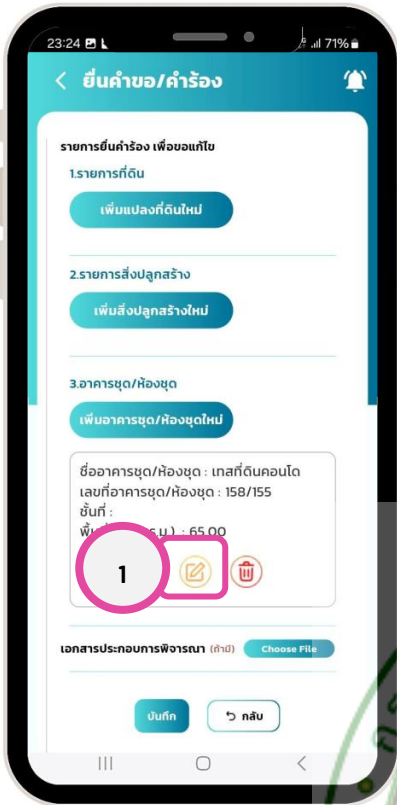 23:24
71%
ยื่นคำขอ/คำร้อง
รายการยื่นคำร้อง เพื่อขอแก้ไข
1.รายการที่ดิน
เพิ่มแปลงที่ดินใหม่
2.รายการสิ่งปลูกสร้าง
เพิ่มสิ่งปลูกสร้างใหม่
3.อาคารชุด/ห้องชุด
เพิ่มอาคารชุด/ห้องชุดใหม่
ชื่ออาคารชุด/ห้องชุด : เทสที่ดินคอนโด
เลขที่อาคารชุด/ห้องชุด : 158/155
ชั้นที่ :
: 65.00
1
เอกสารประกอบการพิจารณา (ถ้ามี) Choose File
บันทึก กลับ